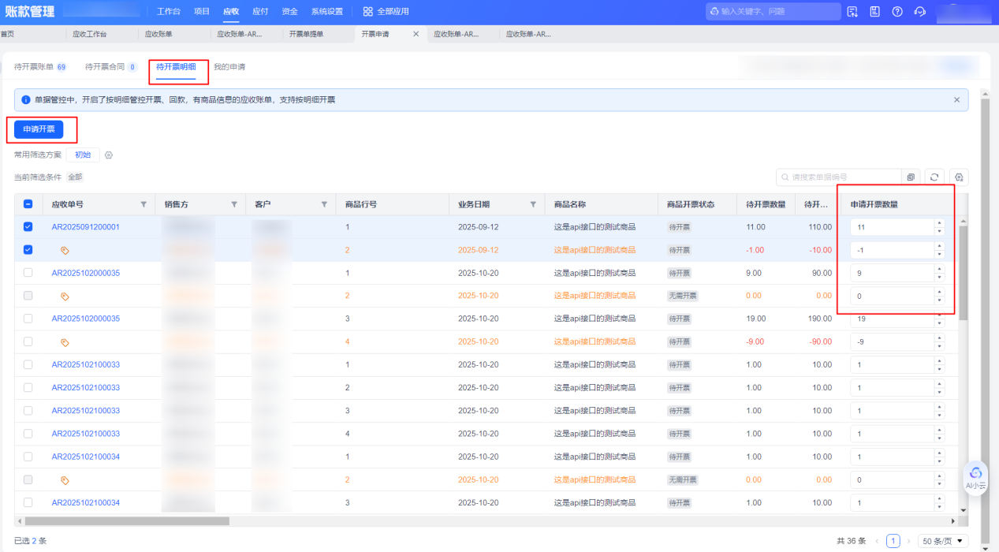 账款管理 工作台 项目 应收 应付 资金 系统设置 全部应用 输入关键字、问题
首页 应收工作台 应收账单 应收账单-AR... 开票单提单 开票申请 应收账单-AR... 应收账单-AR...
待开票账单 69 待开票合同 0 待开票明细 我的申请
单据管控中，开启了按明细管控开票、回款，有商品信息的应收账单，支持按明细开票
申请开票
常用筛选方案 初始
当前筛选条件 全部 请搜索单据编号
应收单号 销售方 客户 商品行号 业务日期 商品名称 商品开票状态 待开票数量 待开... 申请开票数量
AR2025091200001 1 2025-09-12 这是api接口的测试商品 待开票 11.00 110.00 11
2 2025-09-12 这是api接口的测试商品 待开票 -1.00 -10.00 -1
AR2025102000035 1 2025-10-20 这是api接口的测试商品 待开票 9.00 90.00 9
2 2025-10-20 这是api接口的测试商品 无需开票 0.00 0.00 0
AR2025102000035 3 2025-10-20 这是api接口的测试商品 待开票 19.00 190.00 19
4 2025-10-20 这是api接口的测试商品 待开票 -9.00 -90.00 -9
AR2025102100033 1 2025-10-20 这是api接口的测试商品 待开票 1.00 10.00 1
AR2025102100033 2 2025-10-20 这是api接口的测试商品 待开票 1.00 10.00 1
AR2025102100033 3 2025-10-20 这是api接口的测试商品 待开票 1.00 10.00 1
AR2025102100033 4 2025-10-20 这是api接口的测试商品 待开票 1.00 10.00 1
AR2025102100034 1 2025-10-20 这是api接口的测试商品 待开票 1.00 10.00 1
2 2025-10-20 这是api接口的测试商品 无需开票 0.00 0.00 0
AI小云
AR2025102100034 3 2025-10-20 这是api接口的测试商品 待开票 1.00 10.00 1
已选 2 条 共 36 条 1 50 条/页